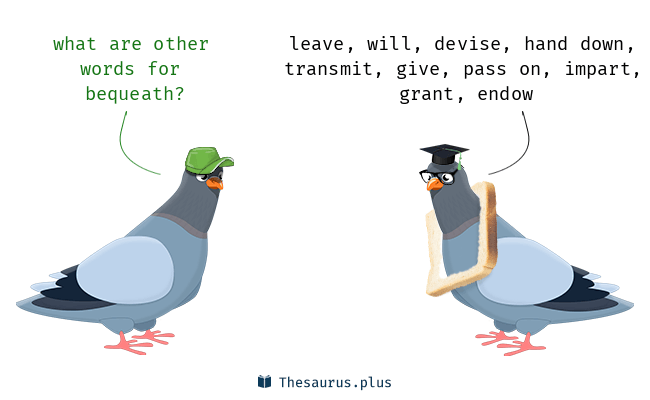 what are other
words for
bequeath?
leave, will, devise, hand down,
transmit, give, pass on, impart,
grant, endow
Thesaurus.plus